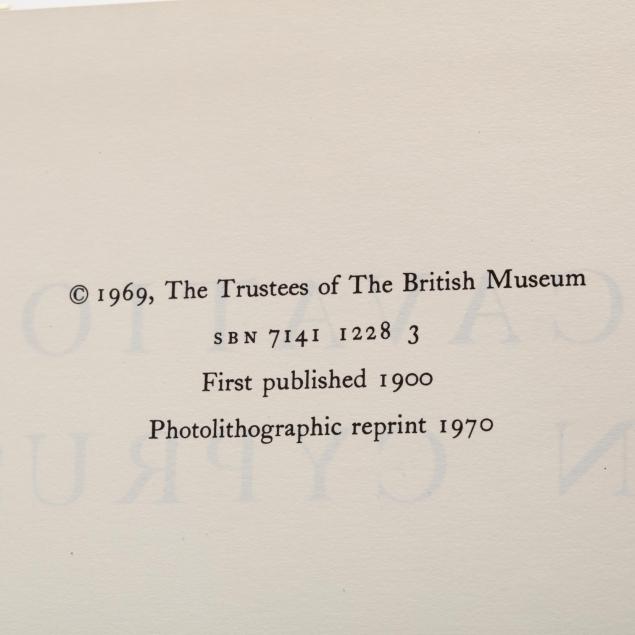 © 1969, The Trustees of The British Museum
SBN 7141 1228 3
First published 1900
Photolithographic reprint 1970